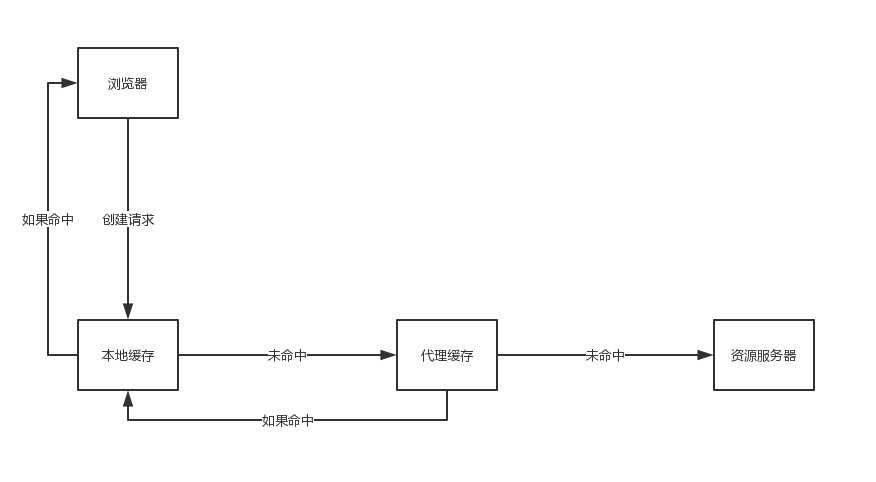 浏览器
如果命中
创建请求
本地缓存
未命中
代理缓存
未命中
资源服务器
如果命中